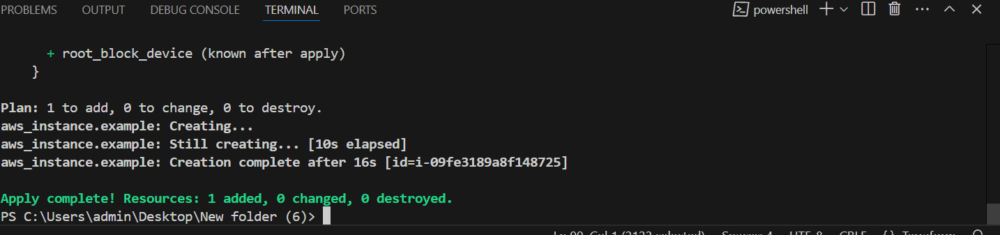 PROBLEMS OUTPUT DEBUG CONSOLE TERMINAL PORTS powershell
+ root_block_device (known after apply)
}
Plan: 1 to add, 0 to change, 0 to destroy.
aws_instance.example: Creating...
aws_instance.example: Still creating... [10s elapsed]
aws_instance.example: Creation complete after 16s [id=i-09fe3189a8f148725]
Apply complete! Resources: 1 added, 0 changed, 0 destroyed.
PS C:\Users\admin\Desktop\New folder (6)>